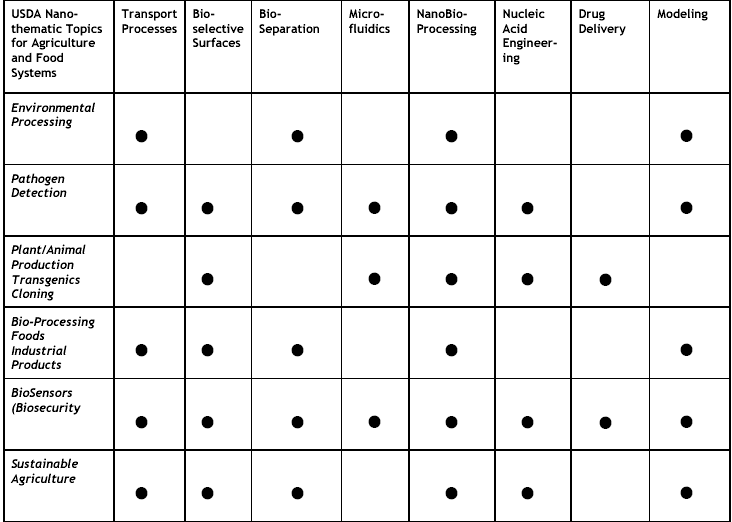 USDA Nano-
thematic Topics
for Agriculture
and Food
Systems
Transport
Processes
Bio-
selective
Surfaces
Bio-
Separation
Micro-
fluidics
NanoBio-
Processing
Nucleic
Acid
Engineer-
ing
Drug
Delivery
Modeling
Environmental
Processing
● ● ● ●
Pathogen
Detection
● ● ● ● ● ● ●
Plant/Animal
Production
Transgenics
Cloning
● ● ● ● ●
Bio-Processing
Foods
Industrial
Products
● ● ● ● ●
BioSensors
(Biosecurity
● ● ● ● ● ● ● ●
Sustainable
Agriculture
● ● ● ● ● ●